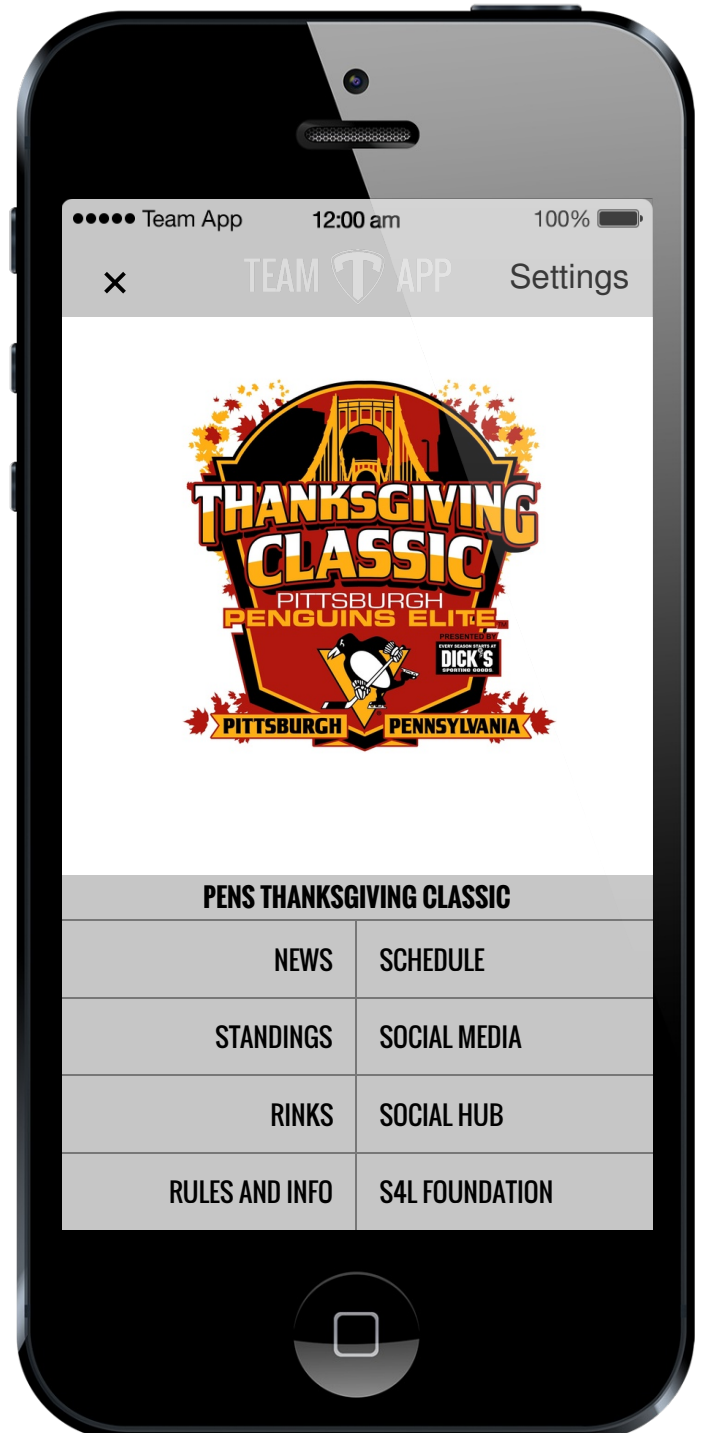 Team App 12:00 am 100%
× TEAM T APP Settings
THANKSGIVING
CLASSIC
PITTSBURGH
PENGUINS ELITE™
PRESENTED BY
EVERY SEASON STARTS AT
DICK'S
SPORTING GOODS
PITTSBURGH PENNSYLVANIA
PENS THANKSGIVING CLASSIC
NEWS SCHEDULE
STANDINGS SOCIAL MEDIA
RINKS SOCIAL HUB
RULES AND INFO S4L FOUNDATION